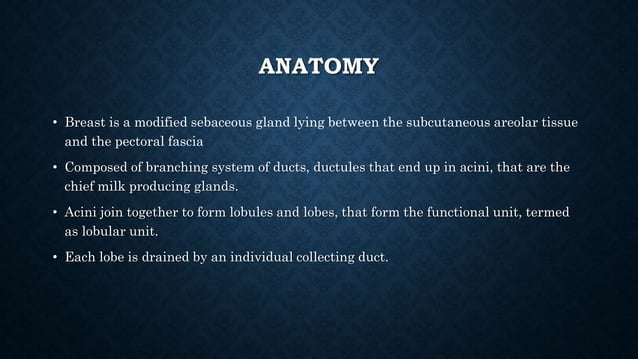 ANATOMY
• Breast is a modified sebaceous gland lying between the subcutaneous areolar tissue
and the pectoral fascia
• Composed of branching system of ducts, ductules that end up in acini, that are the
chief milk producing glands.
• Acini join together to form lobules and lobes, that form the functional unit, termed
as lobular unit.
• Each lobe is drained by an individual collecting duct.